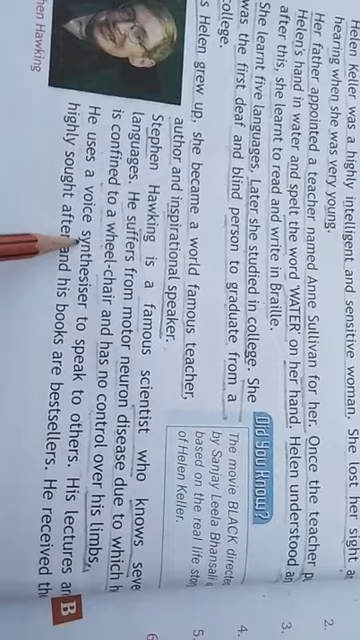 Helen Keller was a highly intelligent and sensitive woman. She lost her sight
hearing when she was very young.
Her father appointed a teacher named Anne Sullivan for her. Once the teacher
Helen's hand in water and spelt the word 'WATER' on her hand. Helen understood
after this, she learnt to read and write in Braille.
She learnt five languages. Later she studied in college. She
was the first deaf and blind person to graduate from a
college.
s Helen grew up, she became a world famous teacher,
author and inspirational speaker.
Did You Know?
The movie BLACK directe
by Sanjay Leela Bhansali
based on the real life sto
of Helen Keller.
hen Hawking
Stephen Hawking is a famous scientist who knows seve
languages. He suffers from motor neuron disease due to which h
is confined to a wheel-chair and has no control over his limbs,
He uses a voice synthesiser to speak to others. His lectures ar
highly sought after and his books are bestsellers. He received th
2.
3.
4.
5.
6
B